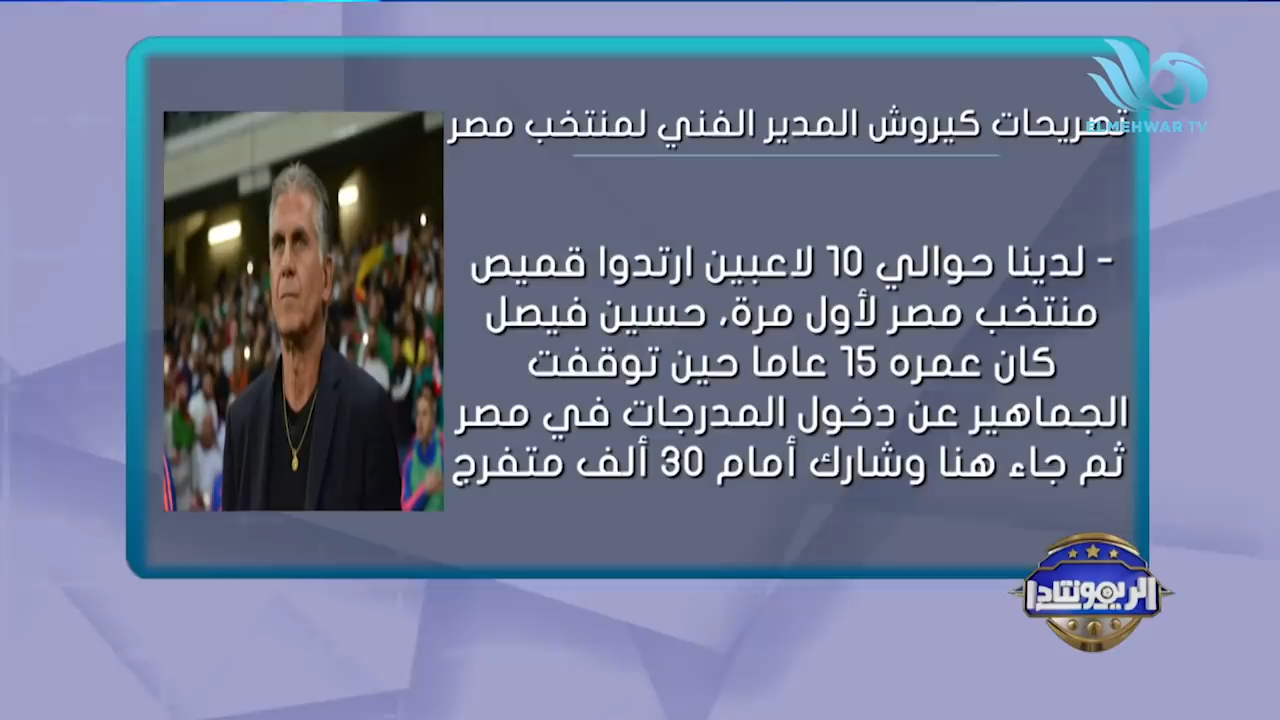 ELMEHWAR TV
تصريحات كيروش المدير الفني لمنتخب مصر
- لدينا حوالي 10 لاعبين ارتدوا قميص
منتخب مصر لأول مرة، حسين فيصل
كان عمره 15 عاما حين توقفت
الجماهير عن دخول المدرجات في مصر
ثم جاء هنا وشارك أمام 30 ألف متفرج
الريمونتادا